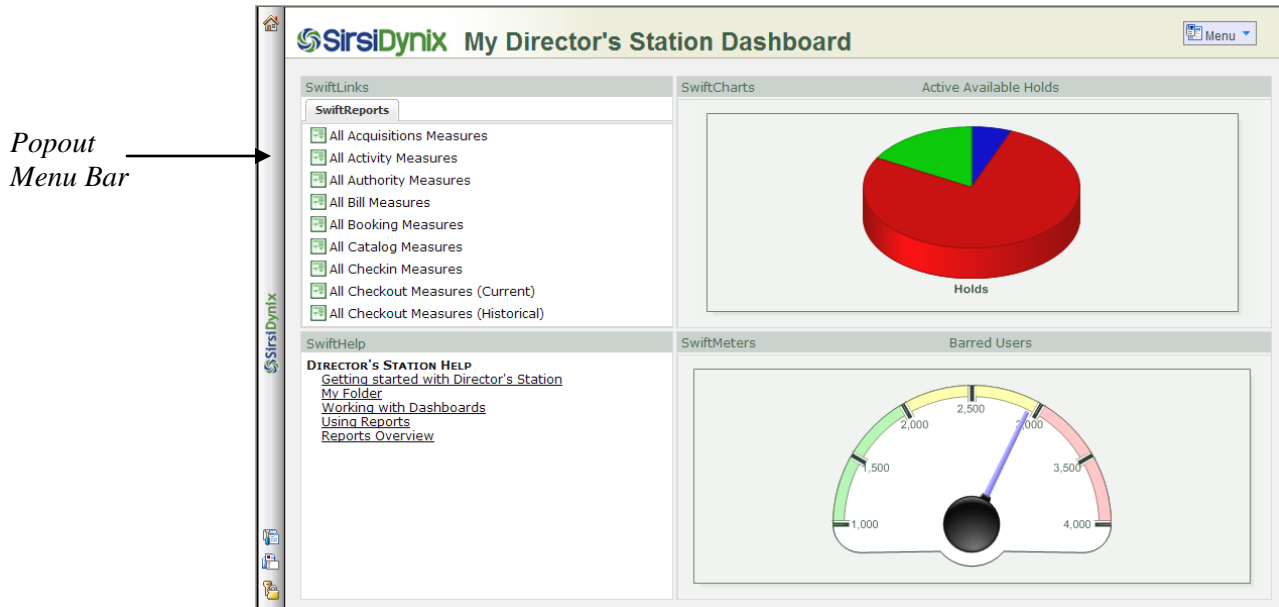 Popout
Menu Bar
SirsiDynix
SirsiDynix My Director's Station Dashboard
Menu
SwiftLinks
SwiftReports
All Acquisitions Measures
All Activity Measures
All Authority Measures
All Bill Measures
All Booking Measures
All Catalog Measures
All Checkin Measures
All Checkout Measures (Current)
All Checkout Measures (Historical)
SwiftCharts Active Available Holds
Holds
SwiftHelp
DIRECTOR'S STATION HELP
Getting started with Director's Station
My Folder
Working with Dashboards
Using Reports
Reports Overview
SwiftMeters Barred Users
1,000
1,500
2,000
2,500
3,000
3,500
4,000